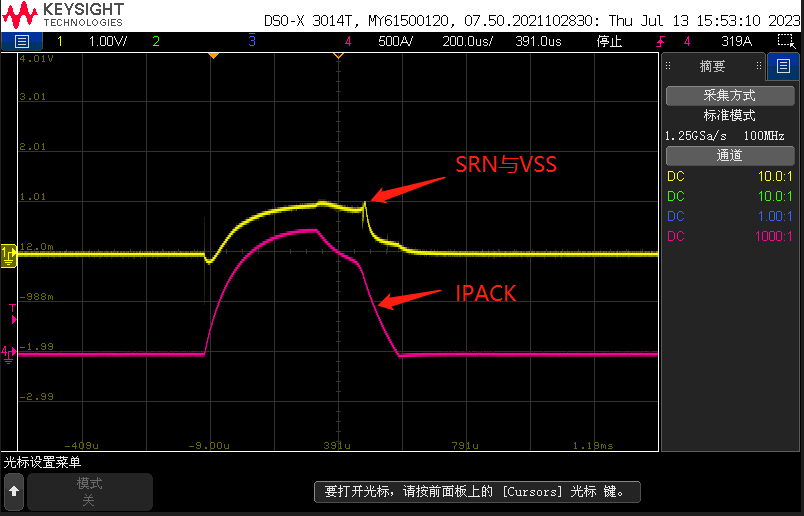 KEYSIGHT
TECHNOLOGIES
DSO-X 3014T, MY61500120, 07.50.2021102830: Thu Jul 13 15:53:10 2023
1 1.00V/ 2 3 4 500A/ 200.0us/ 391.0us 停止 4 319A
4.01V
3.01
2.01
1.01
12.0m
-988m
-1.99
-2.99
-409u -9.00u 391u 791u 1.19ms
SRN与VSS
IPACK
1
T
4
摘要
采集方式
标准模式
1.25GSa/s 100MHz
通道
DC 10.0:1
DC 10.0:1
DC 1.00:1
DC 1000:1
光标设置菜单
模式
关
要打开光标，请按前面板上的 [Cursors] 光标 键。